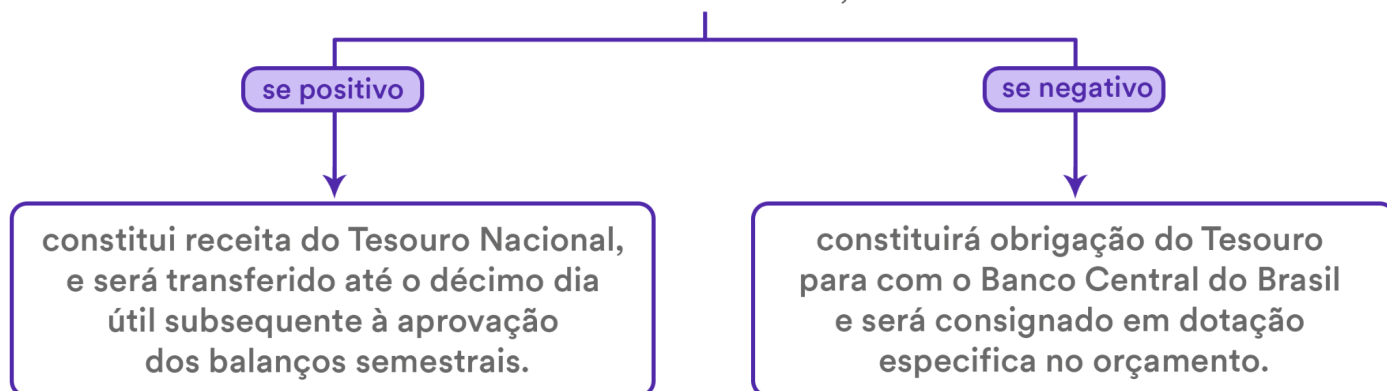 se positivo
se negativo
constitui receita do Tesouro Nacional,
e será transferido até o décimo dia
útil subsequente à aprovação
dos balanços semestrais.
constituirá obrigação do Tesouro
para com o Banco Central do Brasil
e será consignado em dotação
especifica no orçamento.